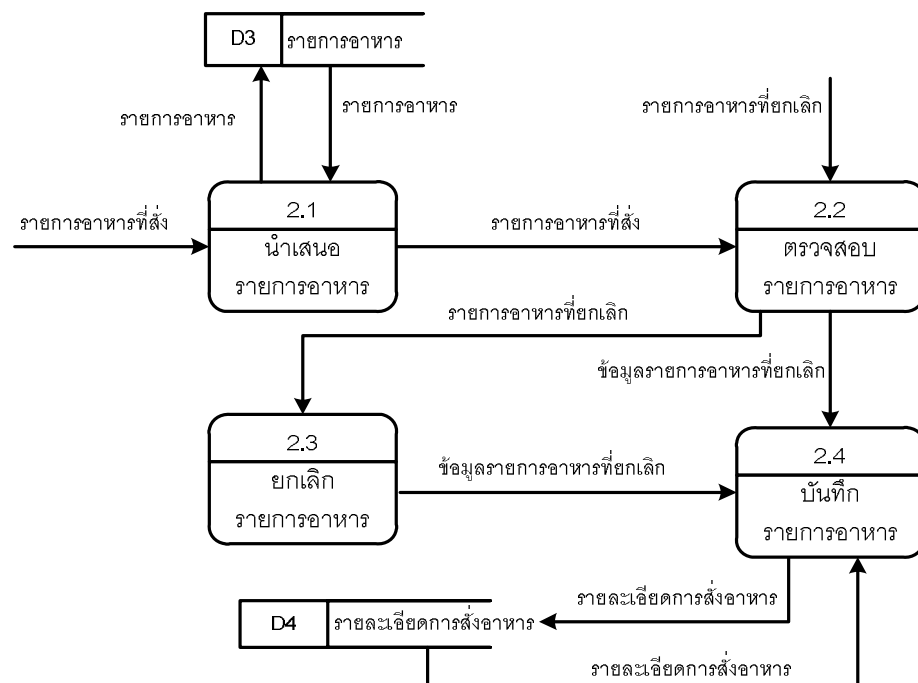 D3 รายการอาหาร
รายการอาหาร
รายการอาหาร
รายการอาหารที่ยกเลิก
รายการอาหารที่สั่ง
2.1
นำเสนอ
รายการอาหาร
รายการอาหารที่สั่ง
2.2
ตรวจสอบ
รายการอาหาร
รายการอาหารที่ยกเลิก
ข้อมูลรายการอาหารที่ยกเลิก
2.3
ยกเลิก
รายการอาหาร
ข้อมูลรายการอาหารที่ยกเลิก
2.4
บันทึก
รายการอาหาร
รายละเอียดการสั่งอาหาร
D4 รายละเอียดการสั่งอาหาร
รายละเอียดการสั่งอาหาร